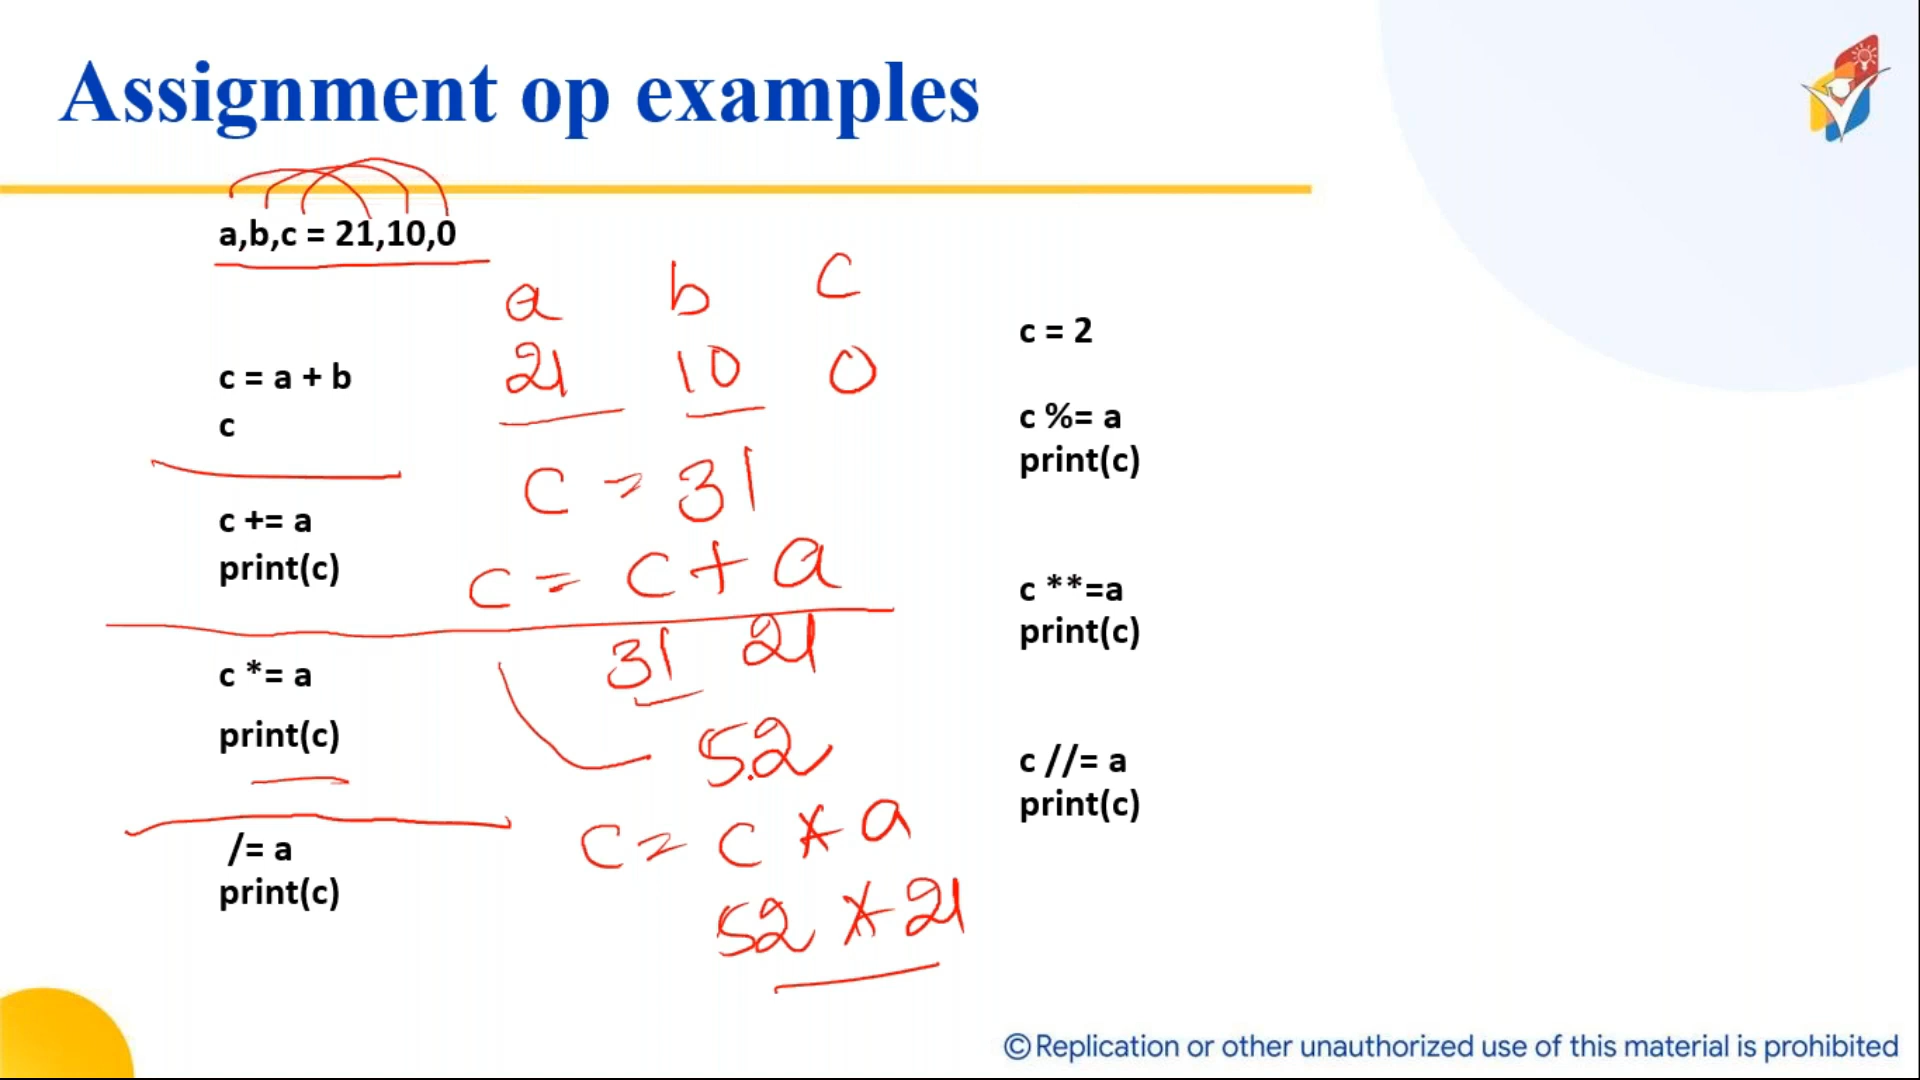 Assignment op examples
a,b,c = 21,10,0
a b c
21 10 0
c = a + b
c
c = 31
c += a
print(c)
c = c + a
31 21
52
c *= a
print(c)
c = c * a
52 * 21
/= a
print(c)
c = 2
c %= a
print(c)
c **=a
print(c)
c //= a
print(c)
©Replication or other unauthorized use of this material is prohibited